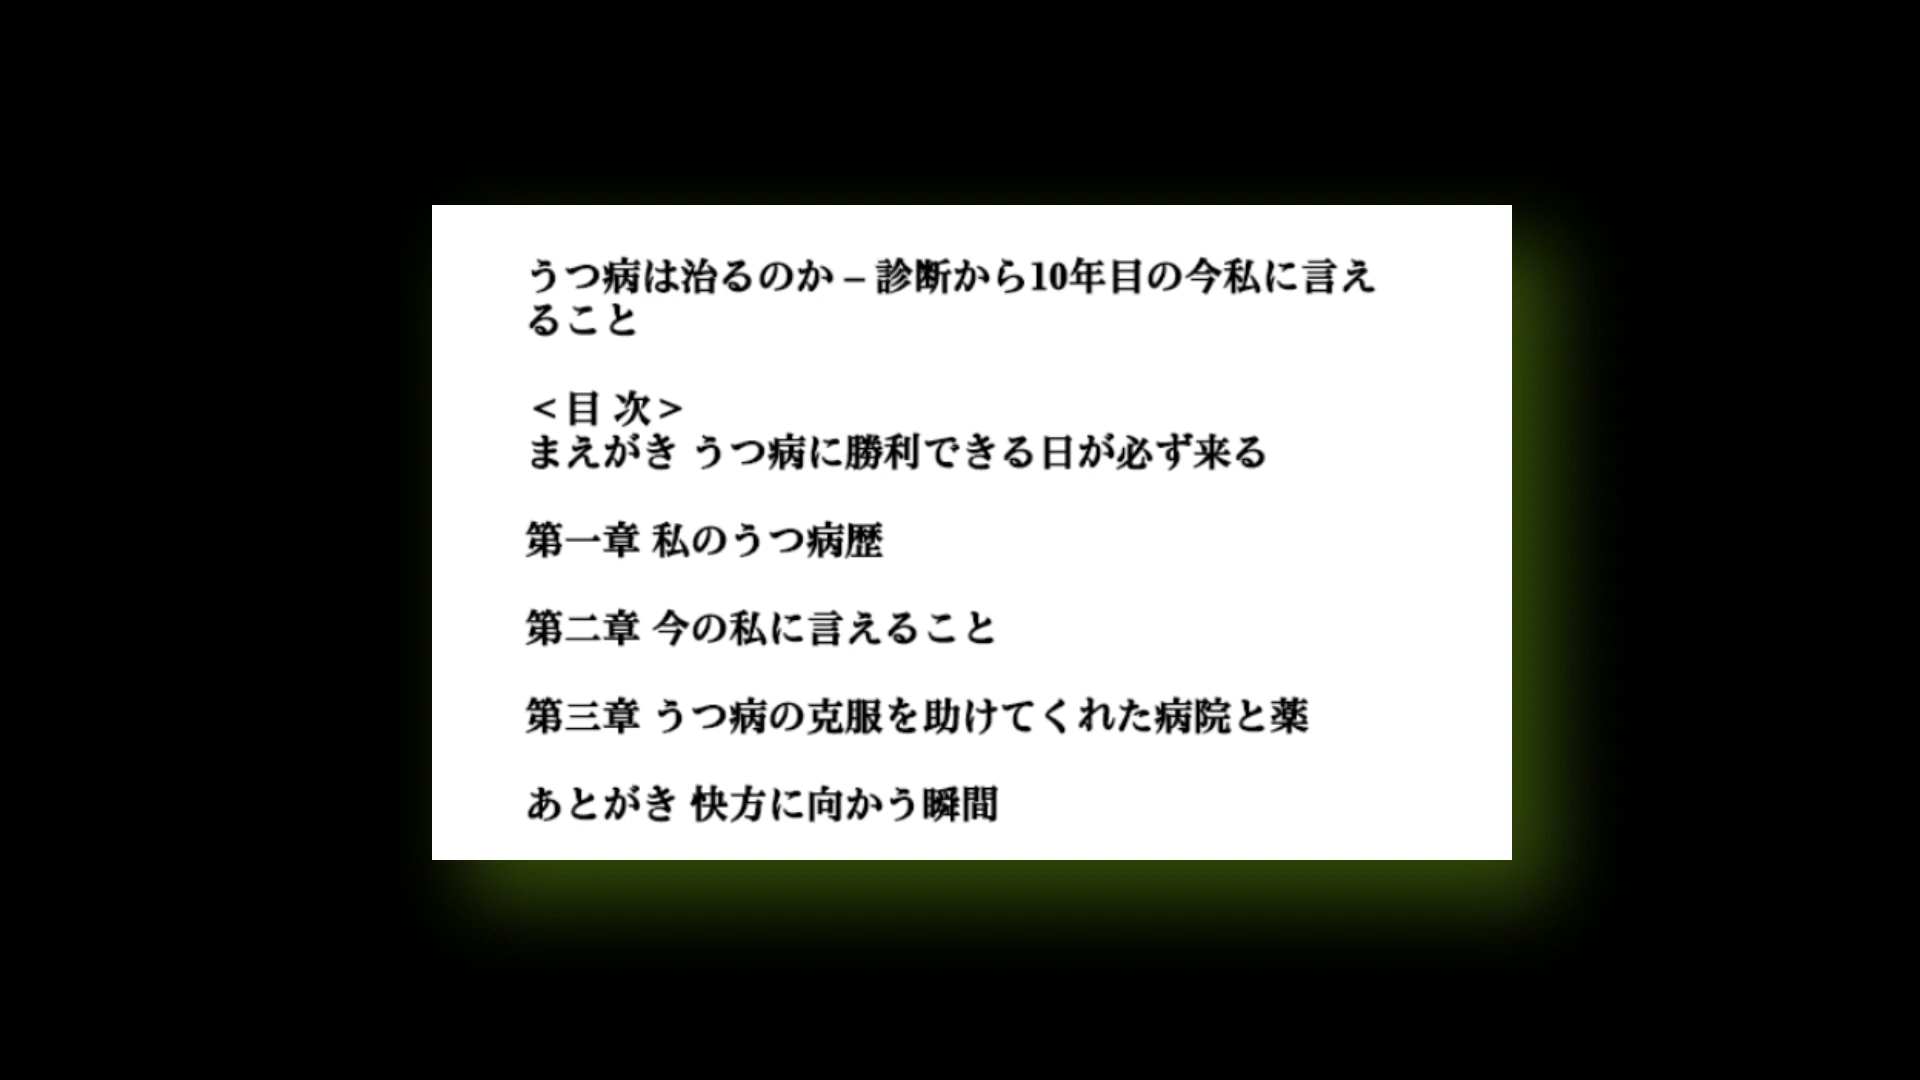 うつ病は治るのか – 診断から10年目の今私に言え
ること
＜目 次＞
まえがき うつ病に勝利できる日が必ず来る
第一章 私のうつ病歴
第二章 今の私に言えること
第三章 うつ病の克服を助けてくれた病院と薬
あとがき 快方に向かう瞬間